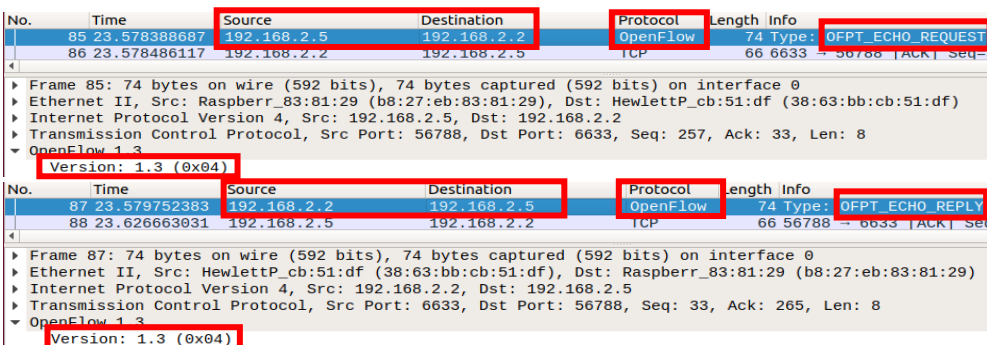 No. Time Source Destination Protocol Length Info
85 23.578388687 192.168.2.5 192.168.2.2 OpenFlow 74 Type: OFPT_ECHO_REQUEST
86 23.578486117 192.168.2.2 192.168.2.5 TCP 66 6633 → 56788 [ACK] Seq=
Frame 85: 74 bytes on wire (592 bits), 74 bytes captured (592 bits) on interface 0
Ethernet II, Src: Raspberr_83:81:29 (b8:27:eb:83:81:29), Dst: HewlettP_cb:51:df (38:63:bb:cb:51:df)
Internet Protocol Version 4, Src: 192.168.2.5, Dst: 192.168.2.2
Transmission Control Protocol, Src Port: 56788, Dst Port: 6633, Seq: 257, Ack: 33, Len: 8
OpenFlow 1.3
Version: 1.3 (0x04)
No. Time Source Destination Protocol Length Info
87 23.579752383 192.168.2.2 192.168.2.5 OpenFlow 74 Type: OFPT_ECHO_REPLY
88 23.626663031 192.168.2.5 192.168.2.2 TCP 66 56788 → 6633 [ACK] Se
Frame 87: 74 bytes on wire (592 bits), 74 bytes captured (592 bits) on interface 0
Ethernet II, Src: HewlettP_cb:51:df (38:63:bb:cb:51:df), Dst: Raspberr_83:81:29 (b8:27:eb:83:81:29)
Internet Protocol Version 4, Src: 192.168.2.2, Dst: 192.168.2.5
Transmission Control Protocol, Src Port: 6633, Dst Port: 56788, Seq: 33, Ack: 265, Len: 8
OpenFlow 1.3
Version: 1.3 (0x04)